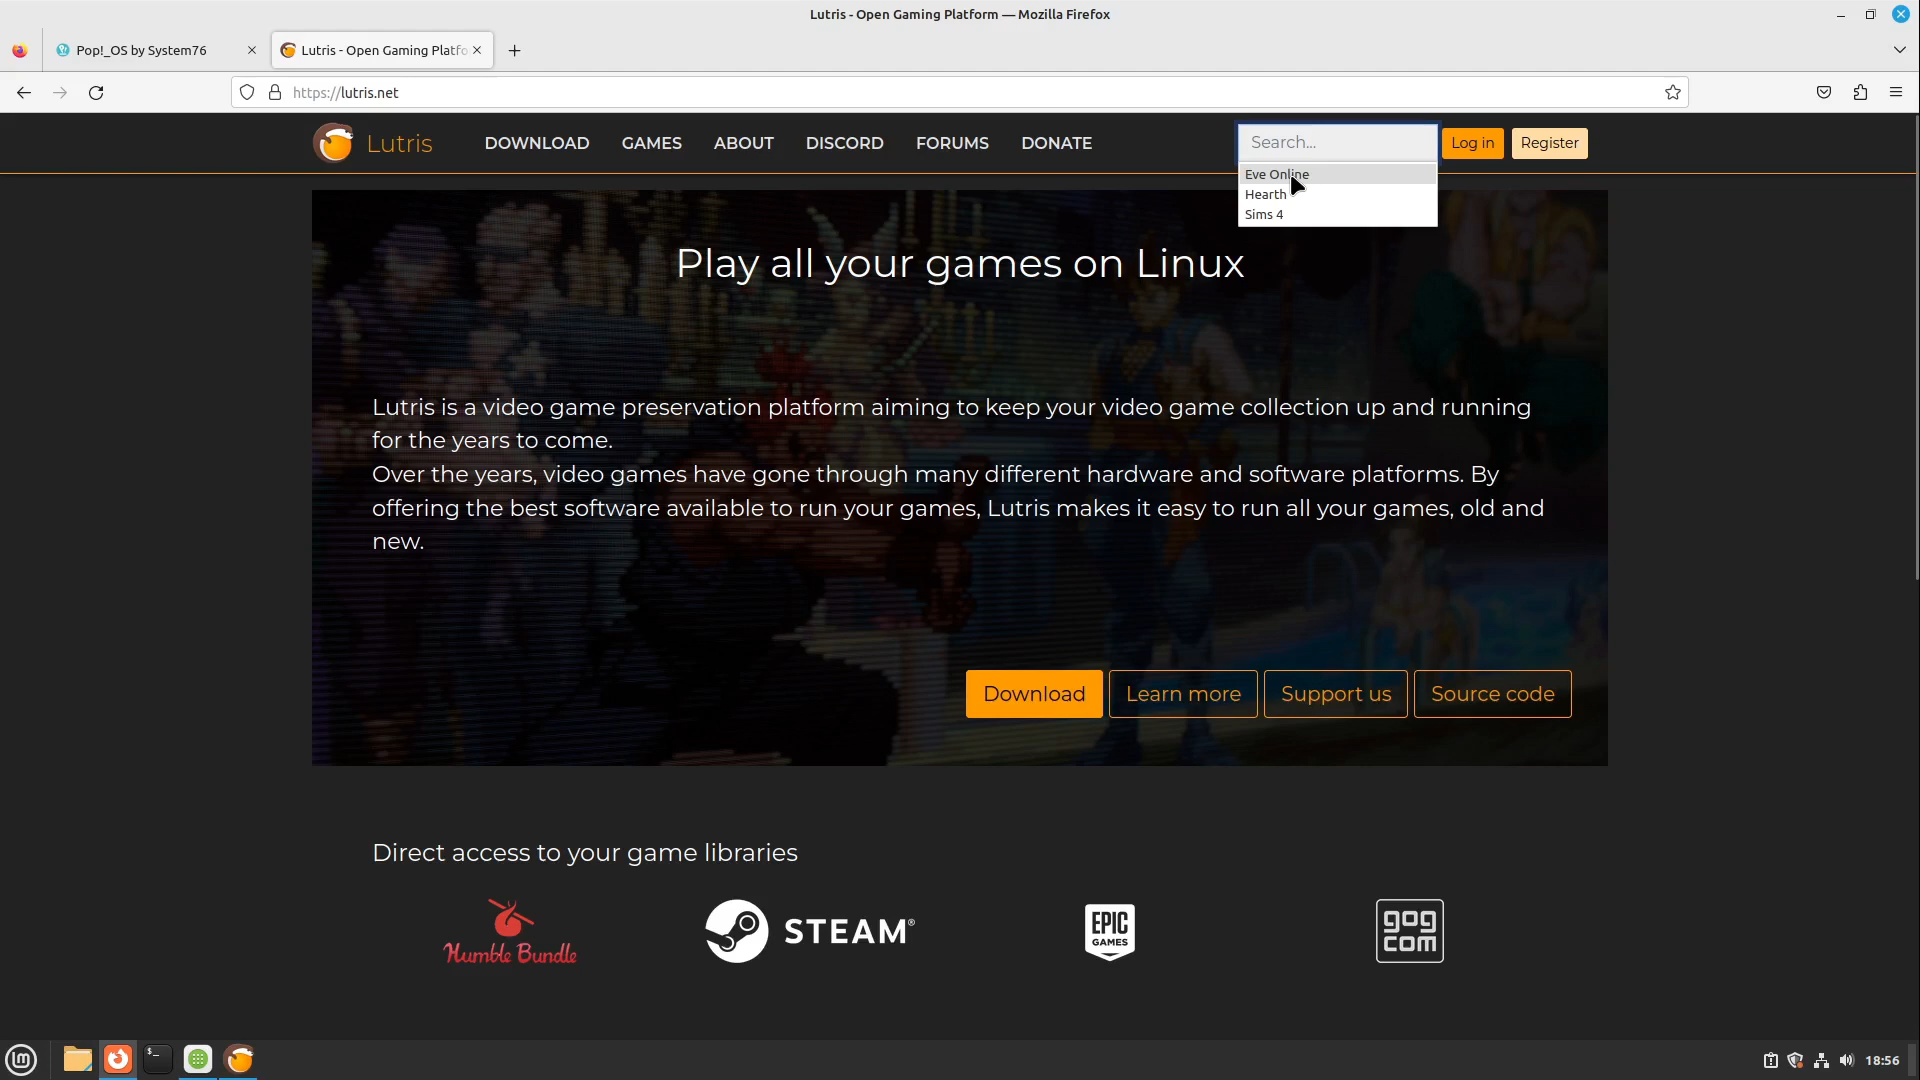 Lutris - Open Gaming Platform — Mozilla Firefox
Pop!_OS by System76
Lutris - Open Gaming Platfo
https://lutris.net
Lutris
DOWNLOAD
GAMES
ABOUT
DISCORD
FORUMS
DONATE
Search...
Log in
Register
Eve Online
Hearth
Sims 4
Play all your games on Linux
Lutris is a video game preservation platform aiming to keep your video game collection up and running
for the years to come.
Over the years, video games have gone through many different hardware and software platforms. By
offering the best software available to run your games, Lutris makes it easy to run all your games, old and
new.
Download
Learn more
Support us
Source code
Direct access to your game libraries
Humble Bundle
STEAM®
EPIC
GAMES
GOG
COM
18:56